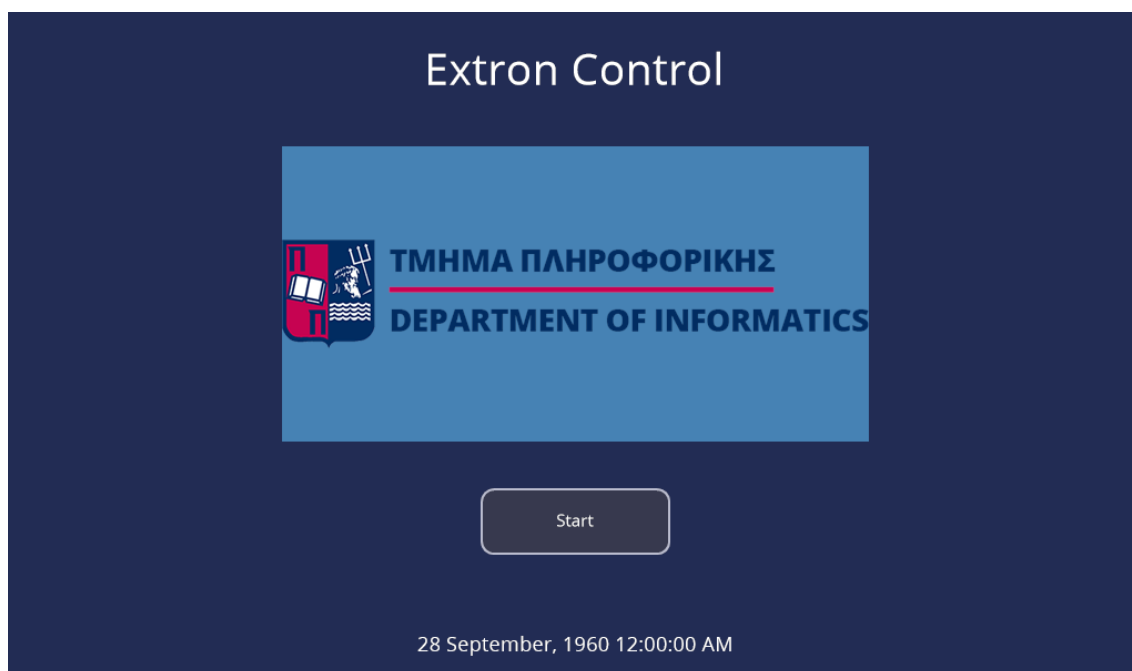 Extron Control
ΤΜΗΜΑ ΠΛΗΡΟΦΟΡΙΚΗΣ
DEPARTMENT OF INFORMATICS
Start
28 September, 1960 12:00:00 AM